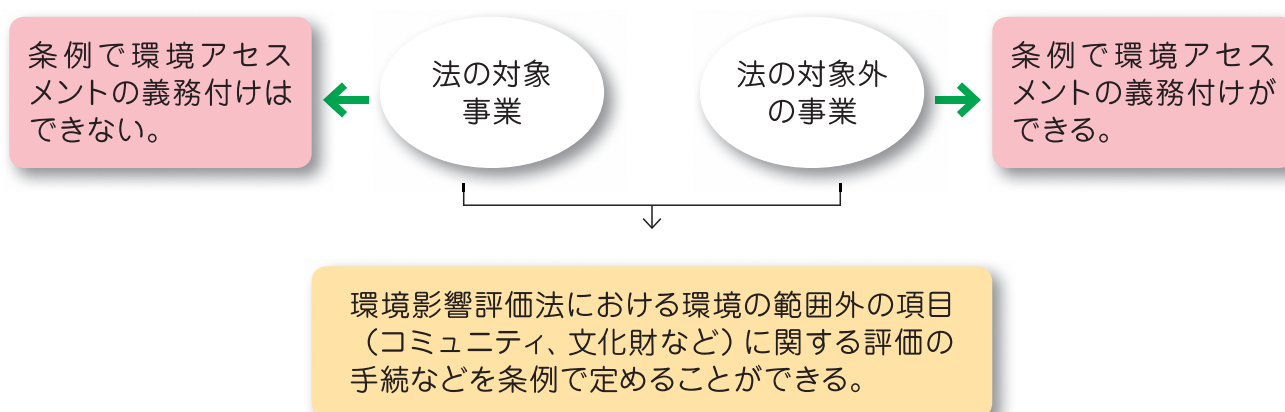 条例で環境アセス
メントの義務付けは
できない。
法の対象
事業
法の対象外
の事業
条例で環境アセス
メントの義務付けが
できる。
環境影響評価法における環境の範囲外の項目
（コミュニティ、文化財など）に関する評価の
手続などを条例で定めることができる。